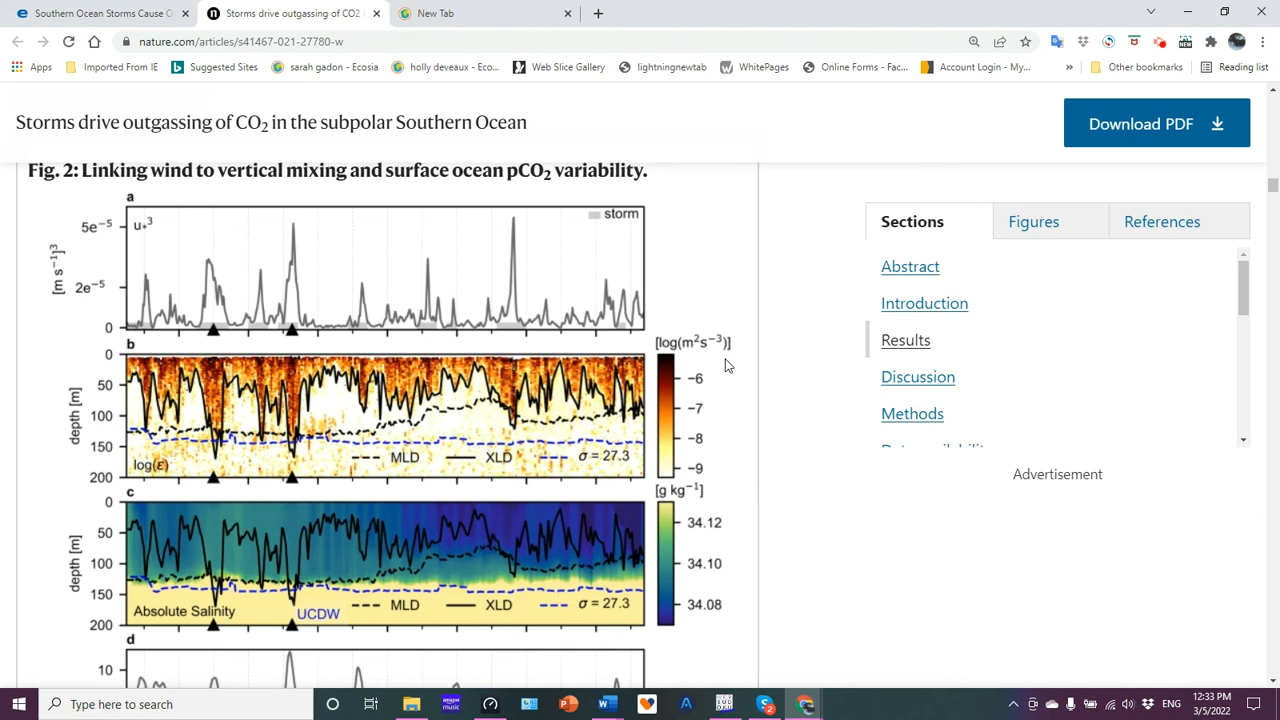 Southern Ocean Storms Cause O
Storms drive outgassing of CO2
New Tab
nature.com/articles/s41467-021-27780-w
Apps
Imported From IE
Suggested Sites
sarah gadon - Ecosia
holly deveaux - Eco...
Web Slice Gallery
lightningnewtab
WhitePages
Online Forms - Fac...
Account Login - My...
»
Other bookmarks
Reading list
Storms drive outgassing of CO₂ in the subpolar Southern Ocean
Download PDF
Fig. 2: Linking wind to vertical mixing and surface ocean pCO₂ variability.
a
u*³
storm
[m s⁻¹]³
5e⁻⁵
2e⁻⁵
0
b
[log(m²s⁻³)]
depth [m]
0
50
100
150
200
log(ε)
MLD
XLD
σ = 27.3
−6
−7
−8
−9
c
[g kg⁻¹]
depth [m]
0
50
100
150
200
Absolute Salinity
UCDW
MLD
XLD
σ = 27.3
34.12
34.10
34.08
d
10
Sections
Figures
References
Abstract
Introduction
Results
Discussion
Methods
Advertisement
Type here to search
12:33 PM
3/5/2022